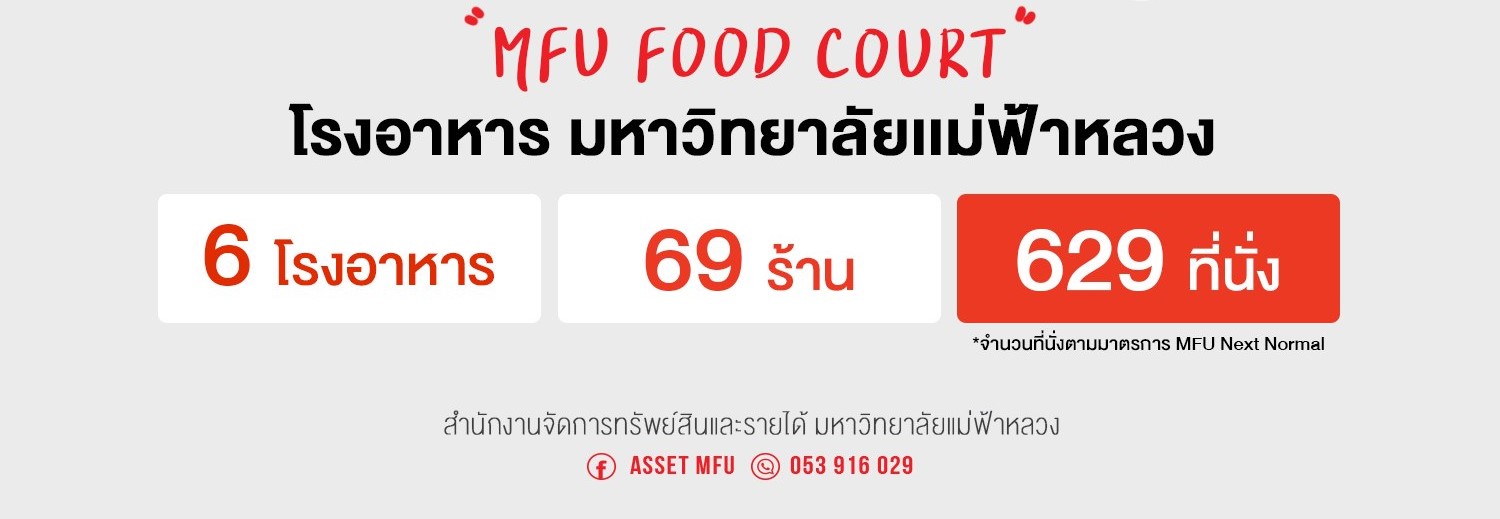 "MFU FOOD COURT"
โรงอาหาร มหาวิทยาลัยแม่ฟ้าหลวง
6 โรงอาหาร
69 ร้าน
629 ที่นั่ง
*จำนวนที่นั่งตามมาตรการ MFU Next Normal
สำนักงานจัดการทรัพย์สินและรายได้ มหาวิทยาลัยแม่ฟ้าหลวง
ASSET MFU 053 916 029